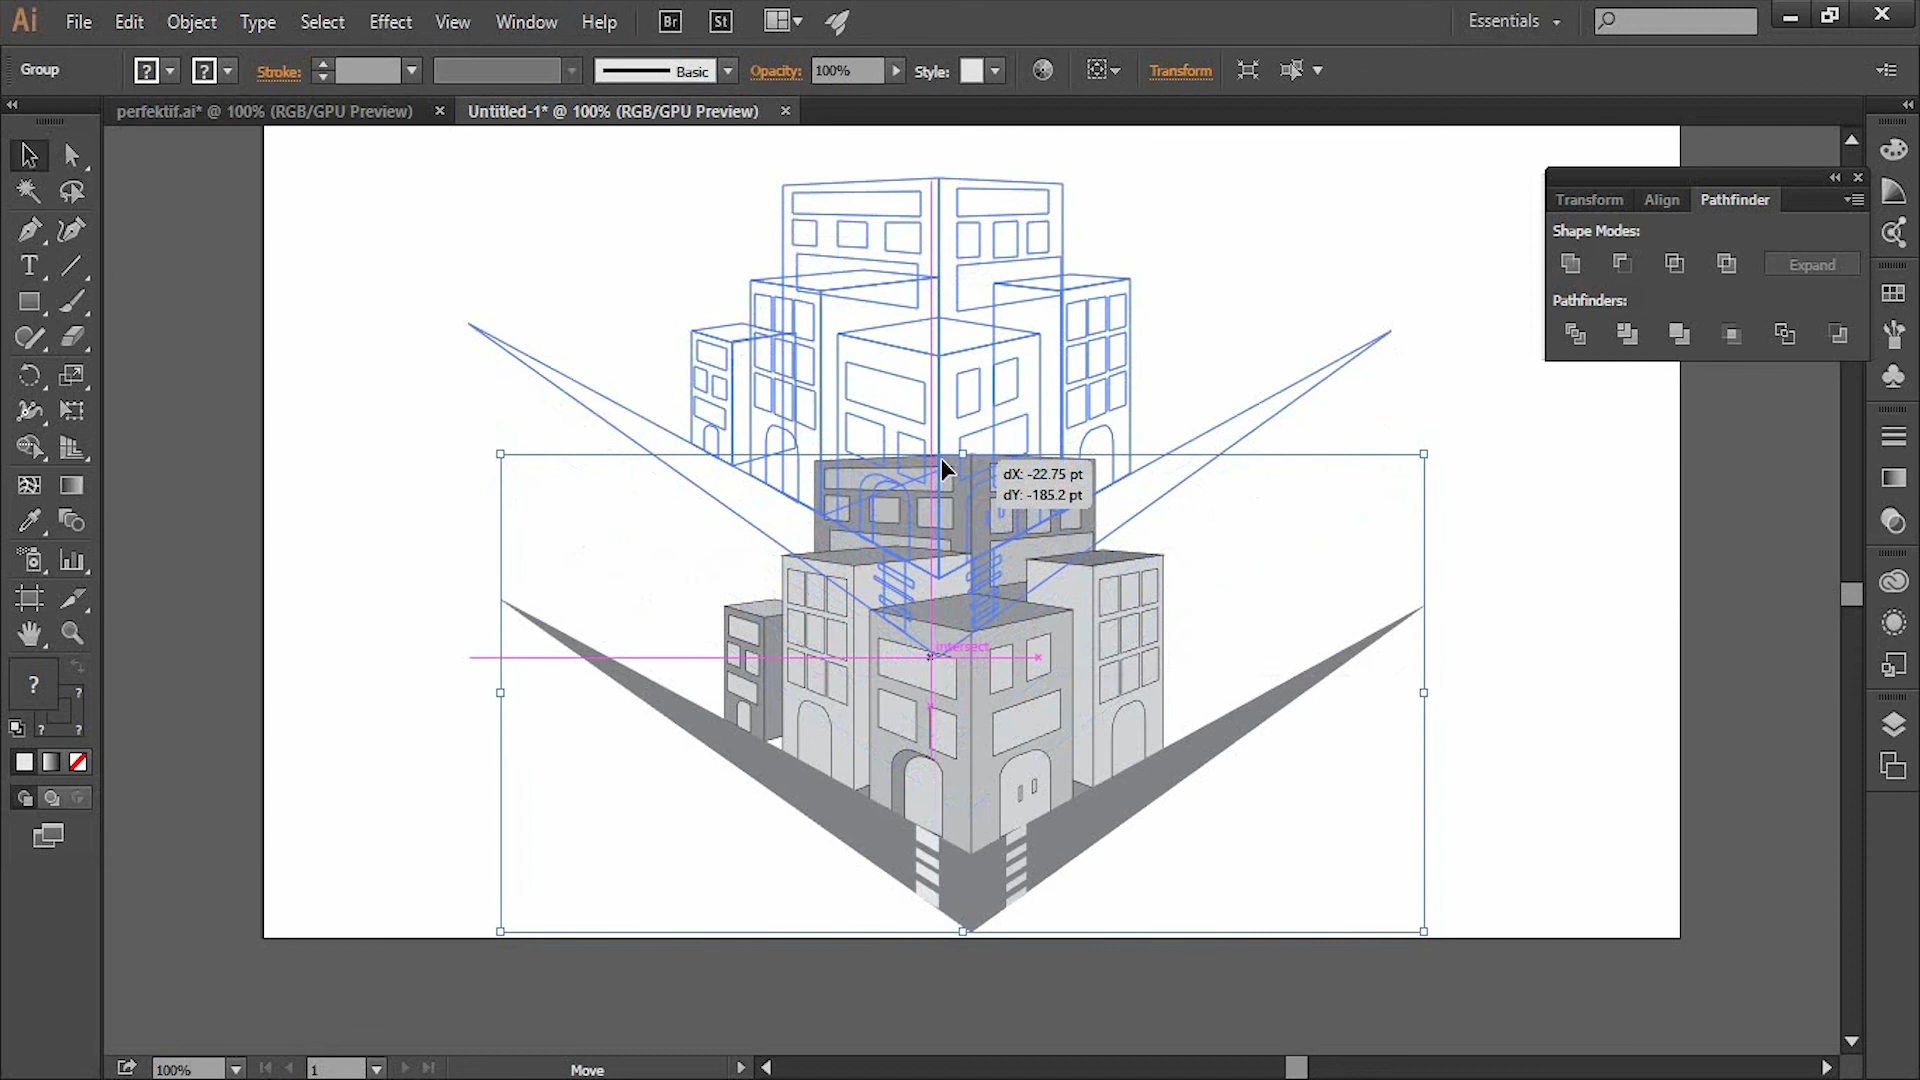 Ai File Edit Object Type Select Effect View Window Help Br St Essentials
Group ? ? Stroke: Basic Opacity: 100% Style: Transform
perfektif.ai* @ 100% (RGB/GPU Preview) Untitled-1* @ 100% (RGB/GPU Preview)
Transform Align Pathfinder
Shape Modes:
Expand
Pathfinders:
dX: -22.75 pt
dY: -185.2 pt
intersect
T
?
?
? ?
100% 1 Move